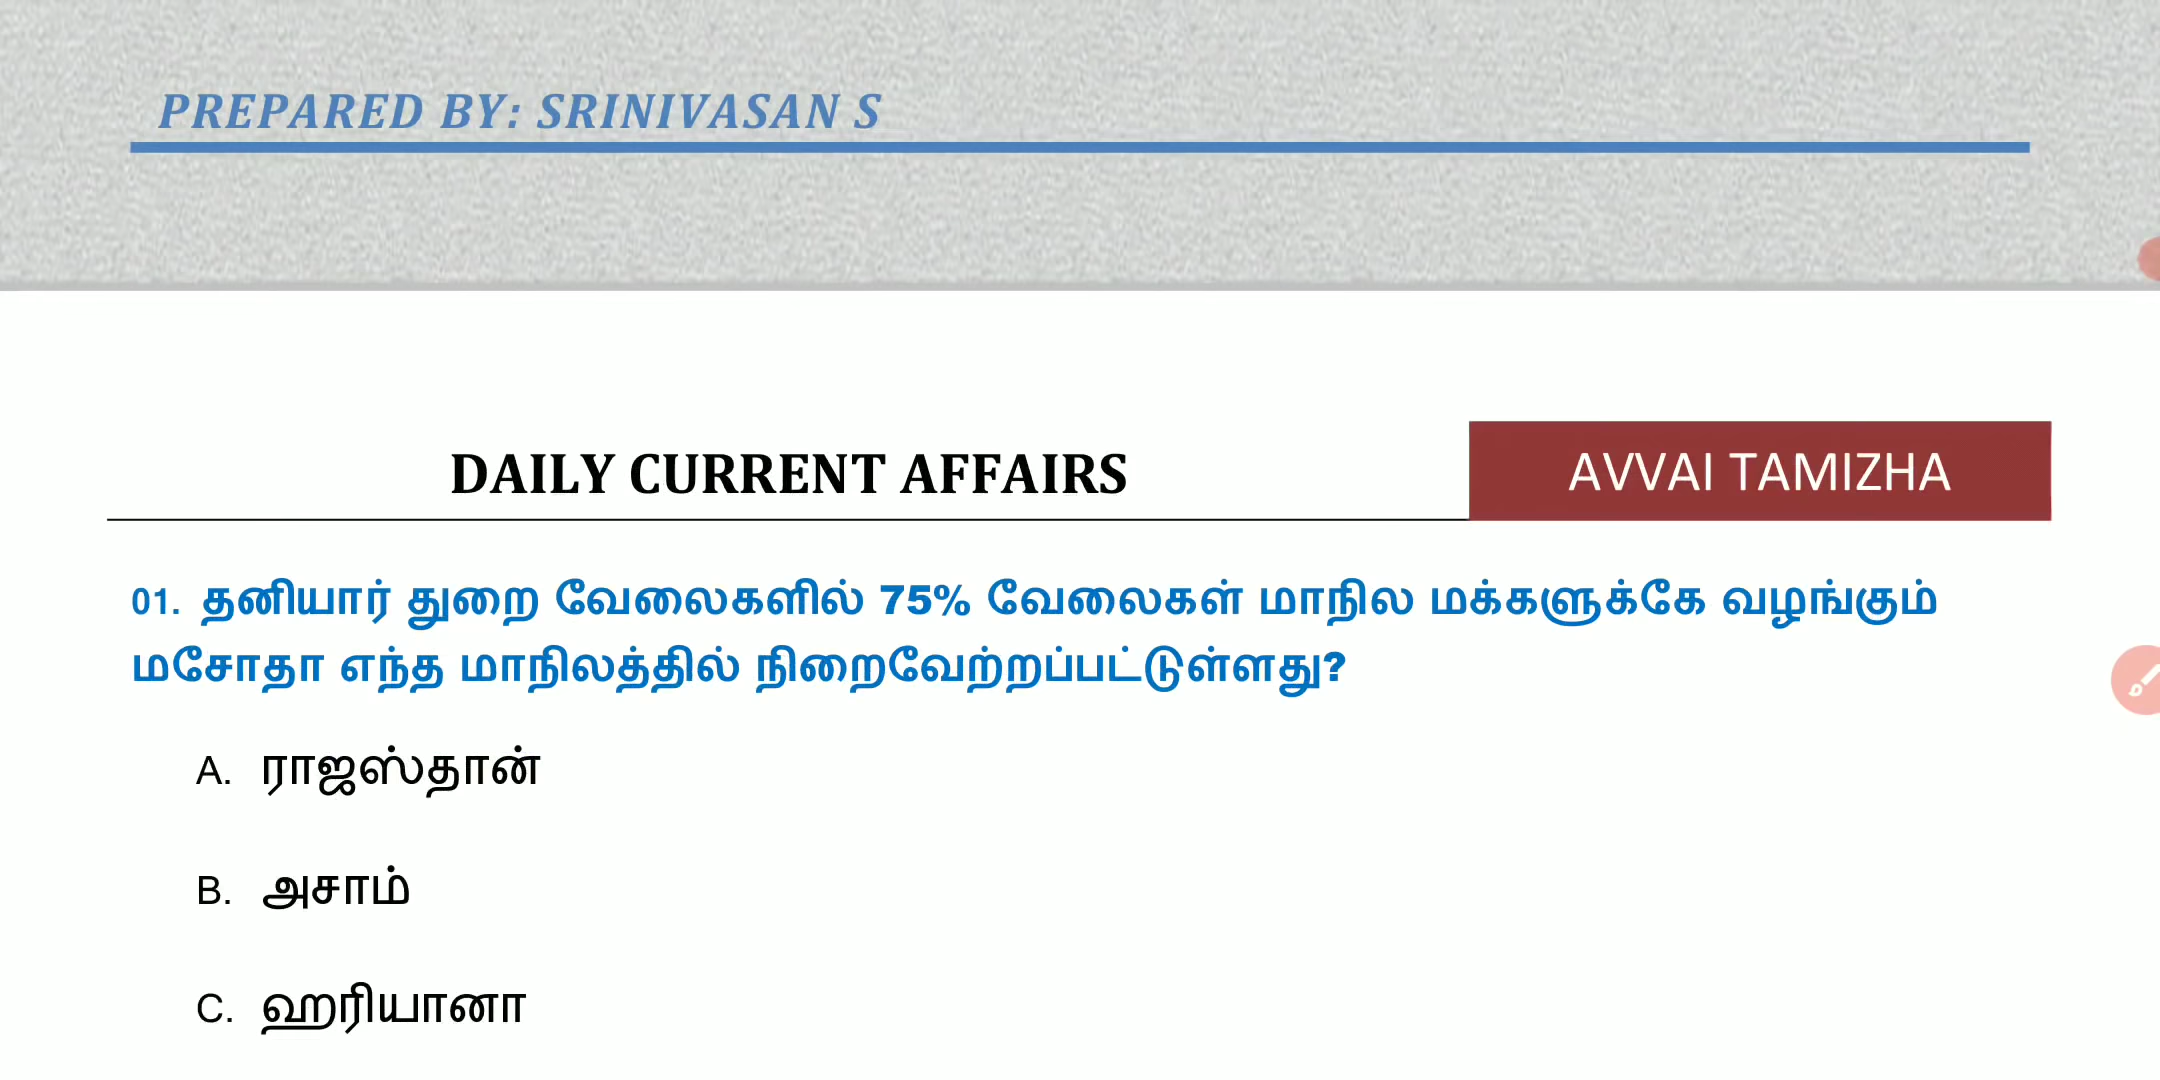 PREPARED BY: SRINIVASAN S
DAILY CURRENT AFFAIRS
AVVAI TAMIZHA
01. தனியார் துறை வேலைகளில் 75% வேலைகள் மாநில மக்களுக்கே வழங்கும்
மசோதா எந்த மாநிலத்தில் நிறைவேற்றப்பட்டுள்ளது?
A. ராஜஸ்தான்
B. அசாம்
C. ஹரியானா